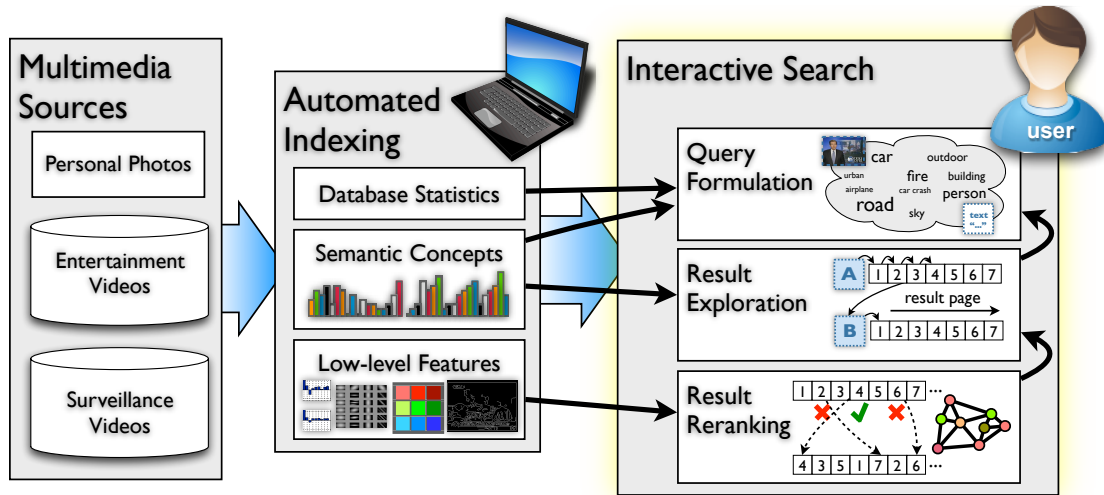 Multimedia
Sources
Personal Photos
Entertainment
Videos
Surveillance
Videos
Automated
Indexing
Database Statistics
Semantic Concepts
Low-level Features
Interactive Search
user
Query
Formulation
car
outdoor
urban
fire
building
airplane
car crash
person
road
sky
text
"..."
Result
Exploration
A
1 2 3 4 5 6 7
result page
B
1 2 3 4 5 6 7
Result
Reranking
1 2 3 4 5 6 7 ...
4 3 5 1 7 2 6 ...